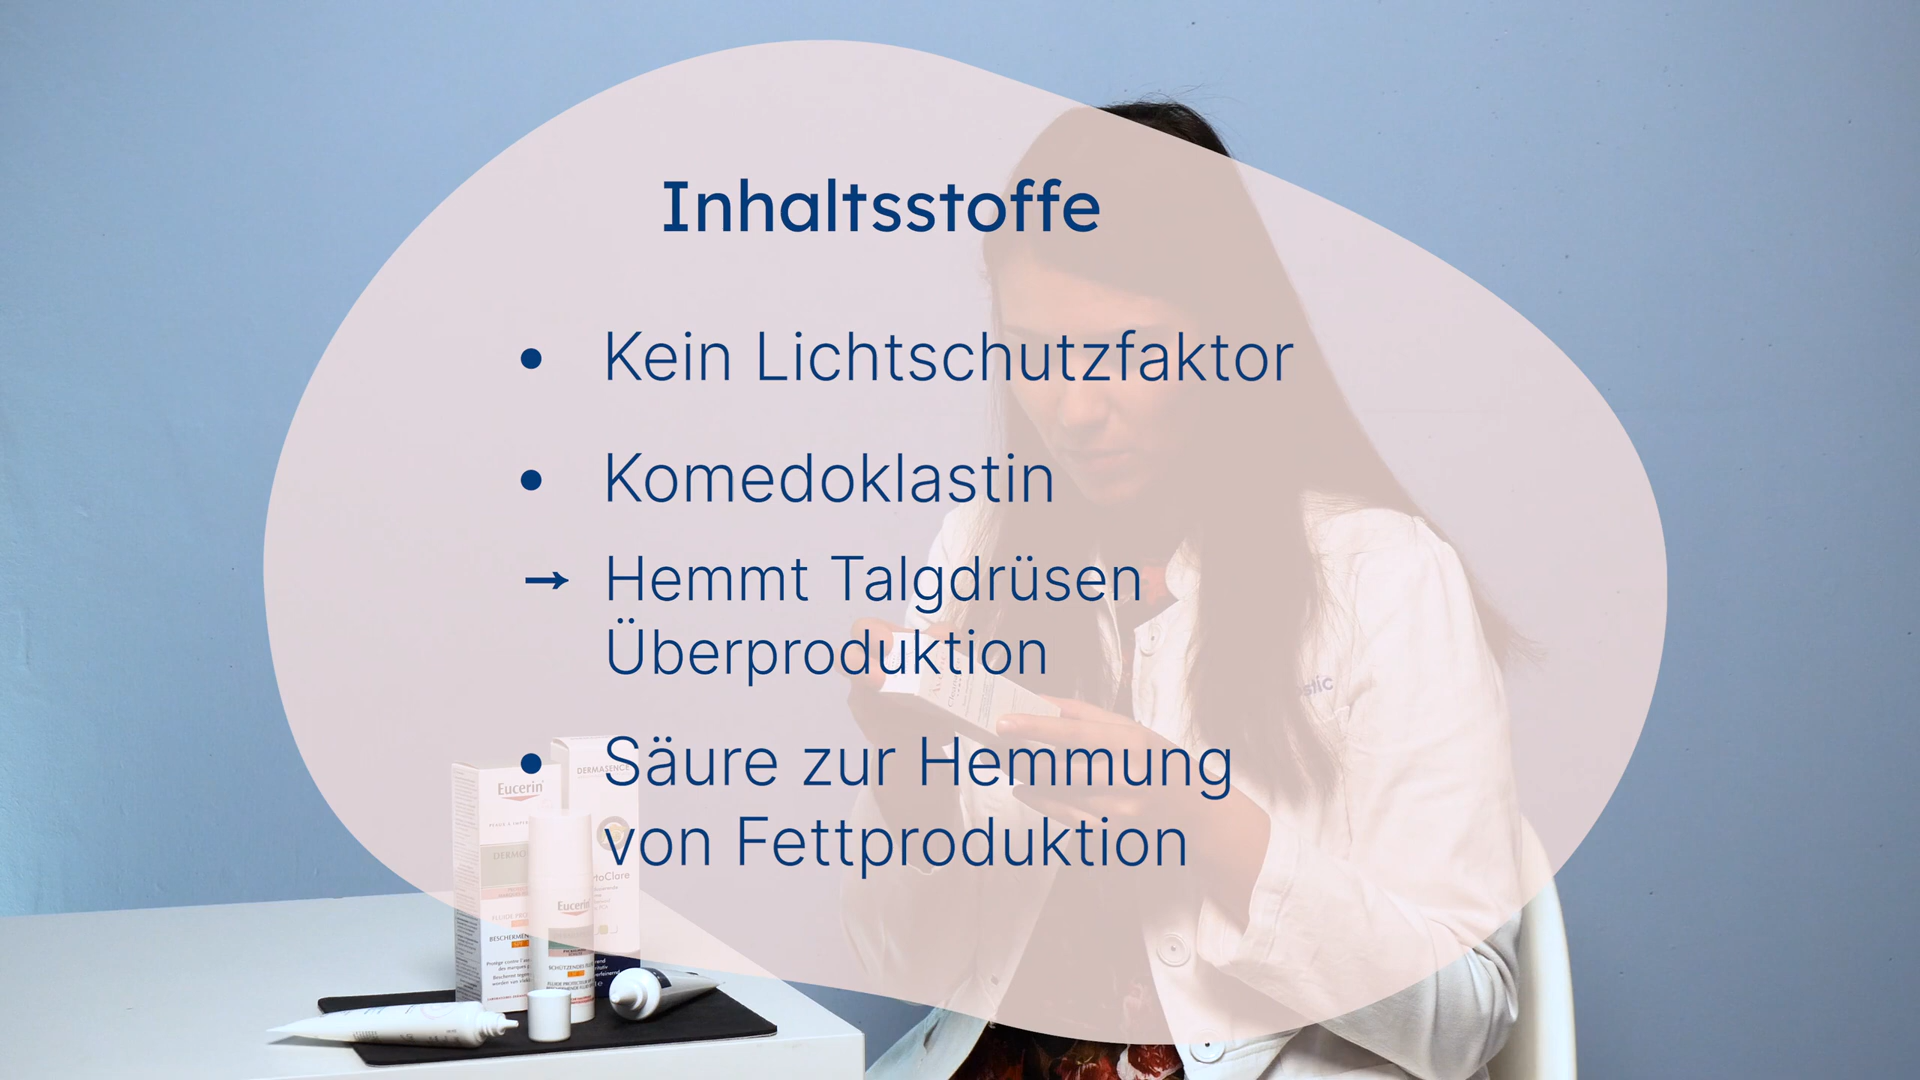 Inhaltsstoffe
• Kein Lichtschutzfaktor
• Komedoklastin
→ Hemmt Talgdrüsen
Überproduktion
• Säure zur Hemmung
von Fettproduktion
DERMASENCE
Eucerin
Eucerin